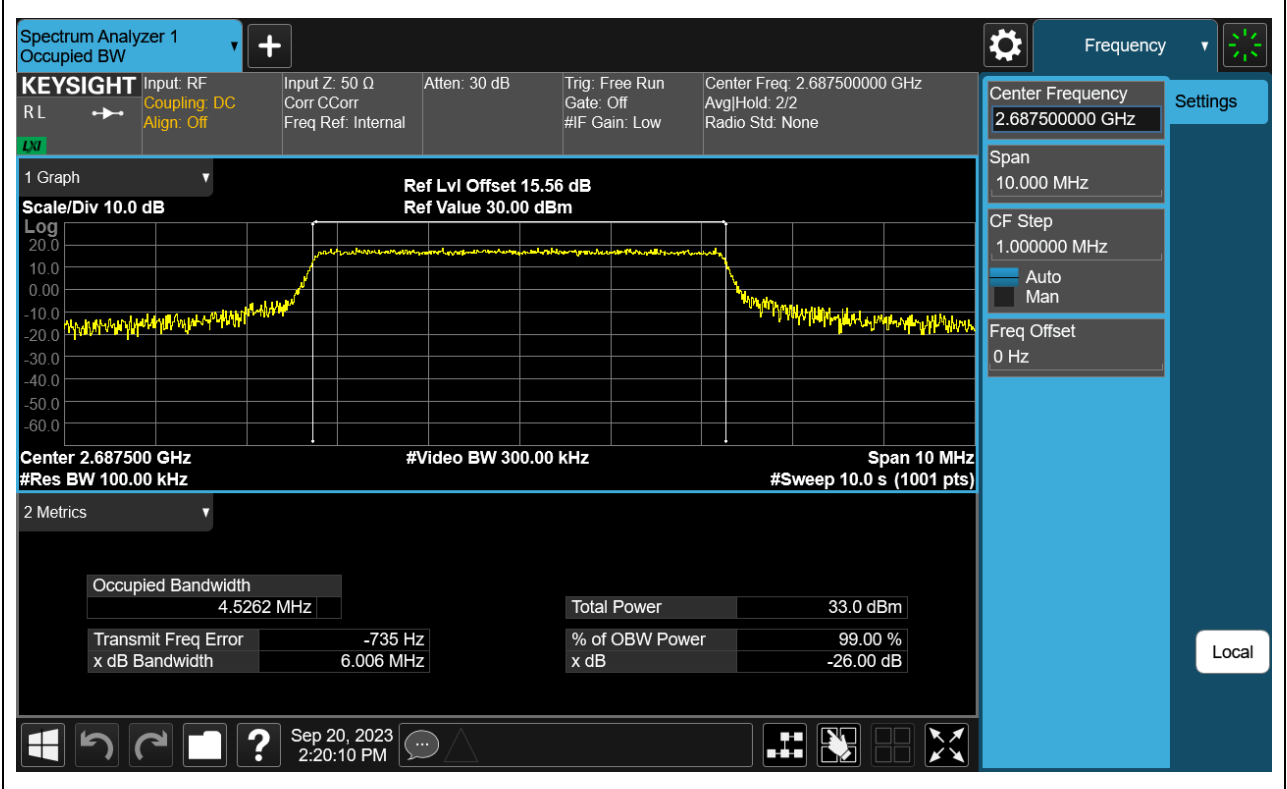 Spectrum Analyzer 1
Occupied BW
Frequency
KEYSIGHT
R L
LXI
Input: RF
Coupling: DC
Align: Off
Input Z: 50 Ω
Corr CCorr
Freq Ref: Internal
Atten: 30 dB
Trig: Free Run
Gate: Off
#IF Gain: Low
Center Freq: 2.687500000 GHz
Avg|Hold: 2/2
Radio Std: None
Center Frequency
2.687500000 GHz
Settings
Span
10.000 MHz
CF Step
1.000000 MHz
Auto
Man
Freq Offset
0 Hz
Local
1 Graph
Ref Lvl Offset 15.56 dB
Scale/Div 10.0 dB
Ref Value 30.00 dBm
Log
20.0
10.0
0.00
-10.0
-20.0
-30.0
-40.0
-50.0
-60.0
Center 2.687500 GHz
#Video BW 300.00 kHz
Span 10 MHz
#Res BW 100.00 kHz
#Sweep 10.0 s (1001 pts)
2 Metrics
Occupied Bandwidth
4.5262 MHz
Total Power 33.0 dBm
Transmit Freq Error -735 Hz
% of OBW Power 99.00 %
x dB Bandwidth 6.006 MHz
x dB -26.00 dB
?
Sep 20, 2023
2:20:10 PM